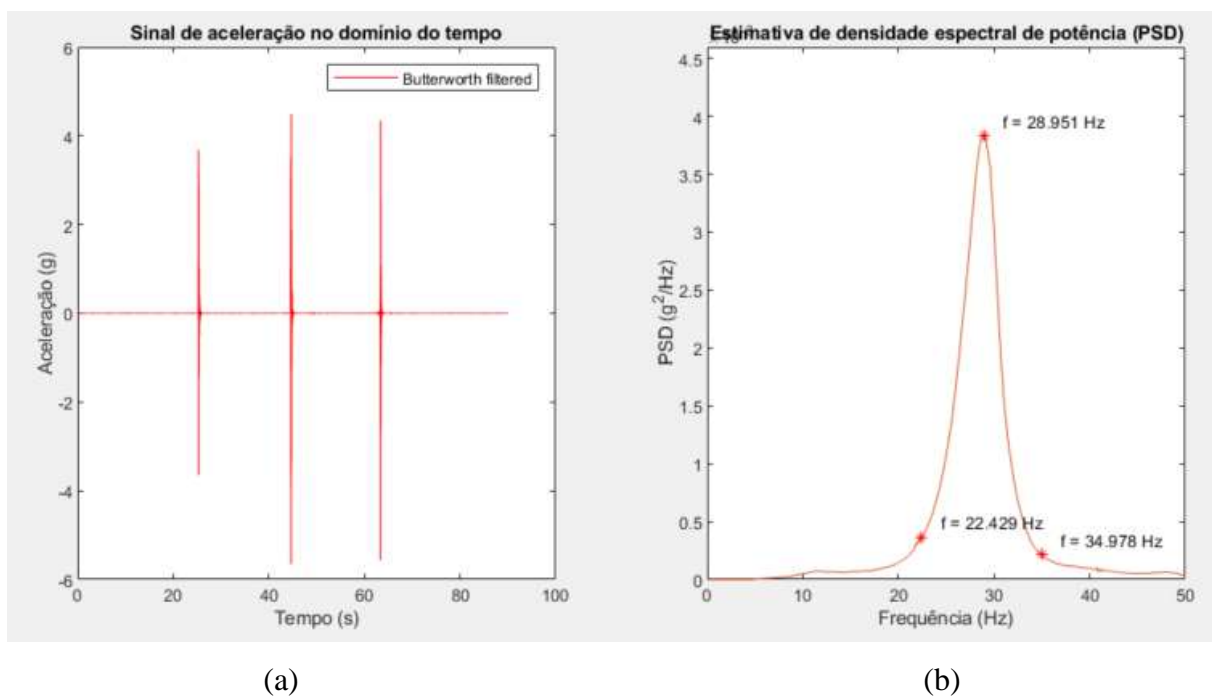 Sinal de aceleração no domínio do tempo
Butterworth filtered
6
4
2
0
-2
-4
-6
Aceleração (g)
0
20
40
60
80
100
Tempo (s)
(a)
Estimativa de densidade espectral de potência (PSD)
4.5
4
3.5
3
2.5
2
1.5
1
0.5
0
PSD (g²/Hz)
f = 28.951 Hz
f = 22.429 Hz
f = 34.978 Hz
0
10
20
30
40
50
Frequência (Hz)
(b)